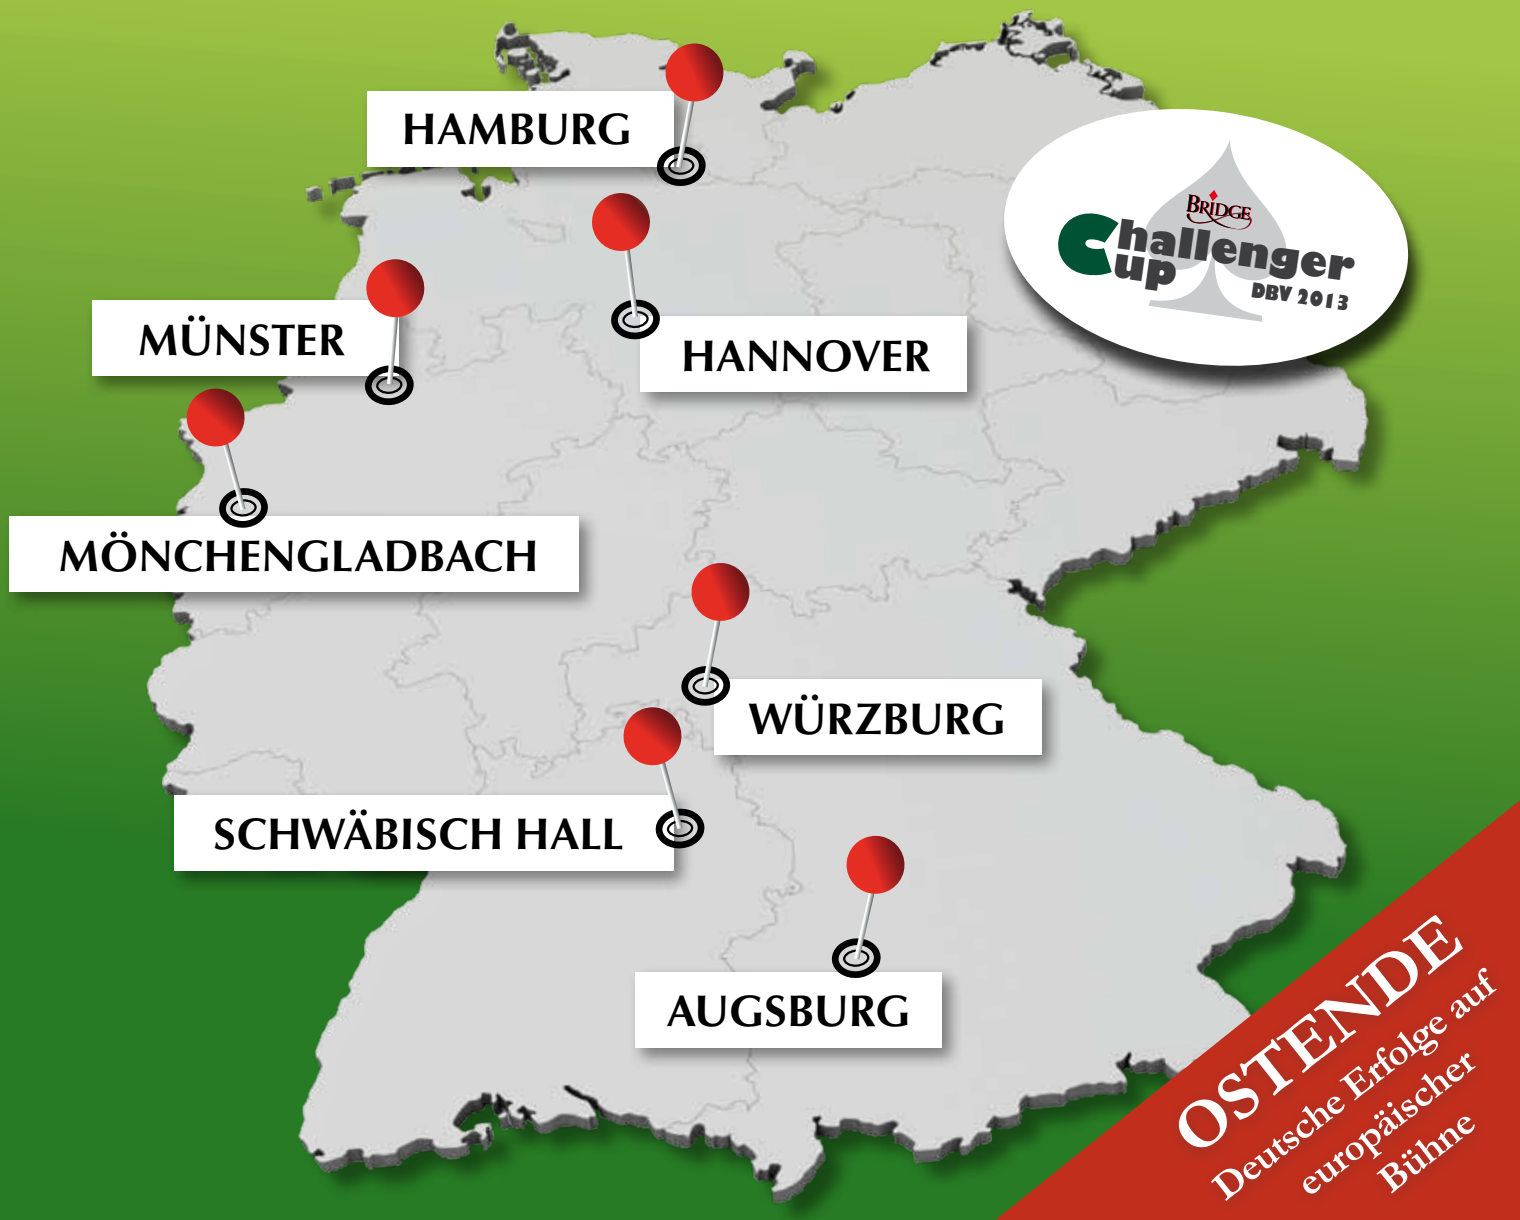 HAMBURG
BRIDGE
Challenger
Cup
DBV 2013
MÜNSTER
HANNOVER
MÖNCHENGLADBACH
WÜRZBURG
SCHWÄBISCH HALL
AUGSBURG
OSTENDE
Deutsche Erfolge auf
europäischer
Bühne